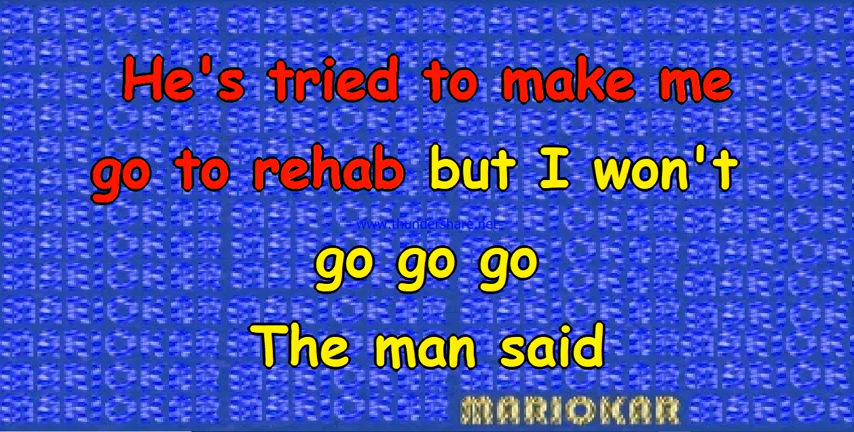 He's tried to make me
go to rehab but I won't
www.thundershare.net
go go go
The man said
MARIOKAR